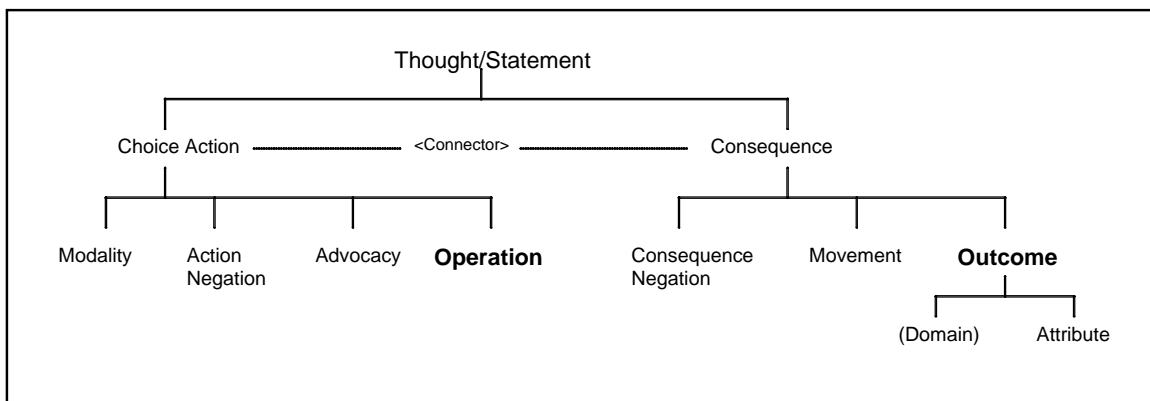 Thought/Statement
Choice Action <Connector> Consequence
Modality Action Negation Advocacy Operation Consequence Negation Movement Outcome
(Domain) Attribute